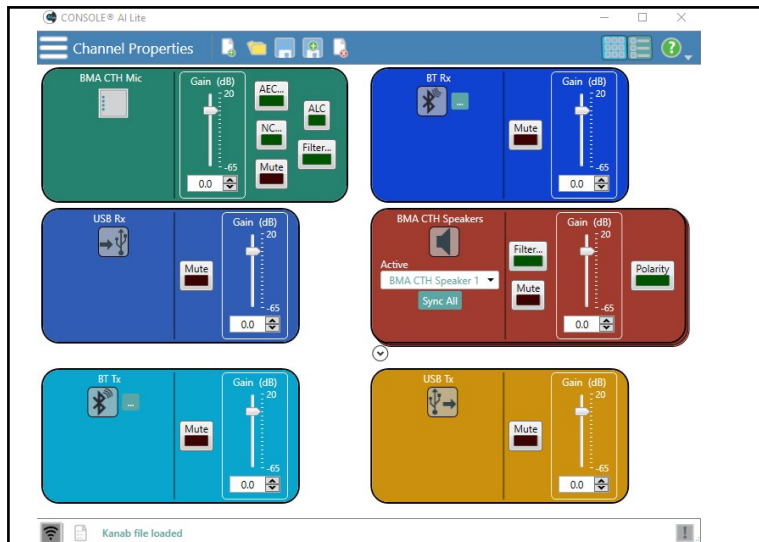 CONSOLE® AI Lite
Channel Properties
?
BMA CTH Mic
Gain (dB)
20
-65
0.0
AEC...
NC...
Mute
ALC
Filter...
BT Rx
...
Mute
Gain (dB)
20
-65
0.0
USB Rx
Mute
Gain (dB)
20
-65
0.0
BMA CTH Speakers
Active
BMA CTH Speaker 1
Sync All
Filter...
Mute
Gain (dB)
20
-65
0.0
Polarity
BT Tx
...
Mute
Gain (dB)
20
-65
0.0
USB Tx
Mute
Gain (dB)
20
-65
0.0
Kanab file loaded
!